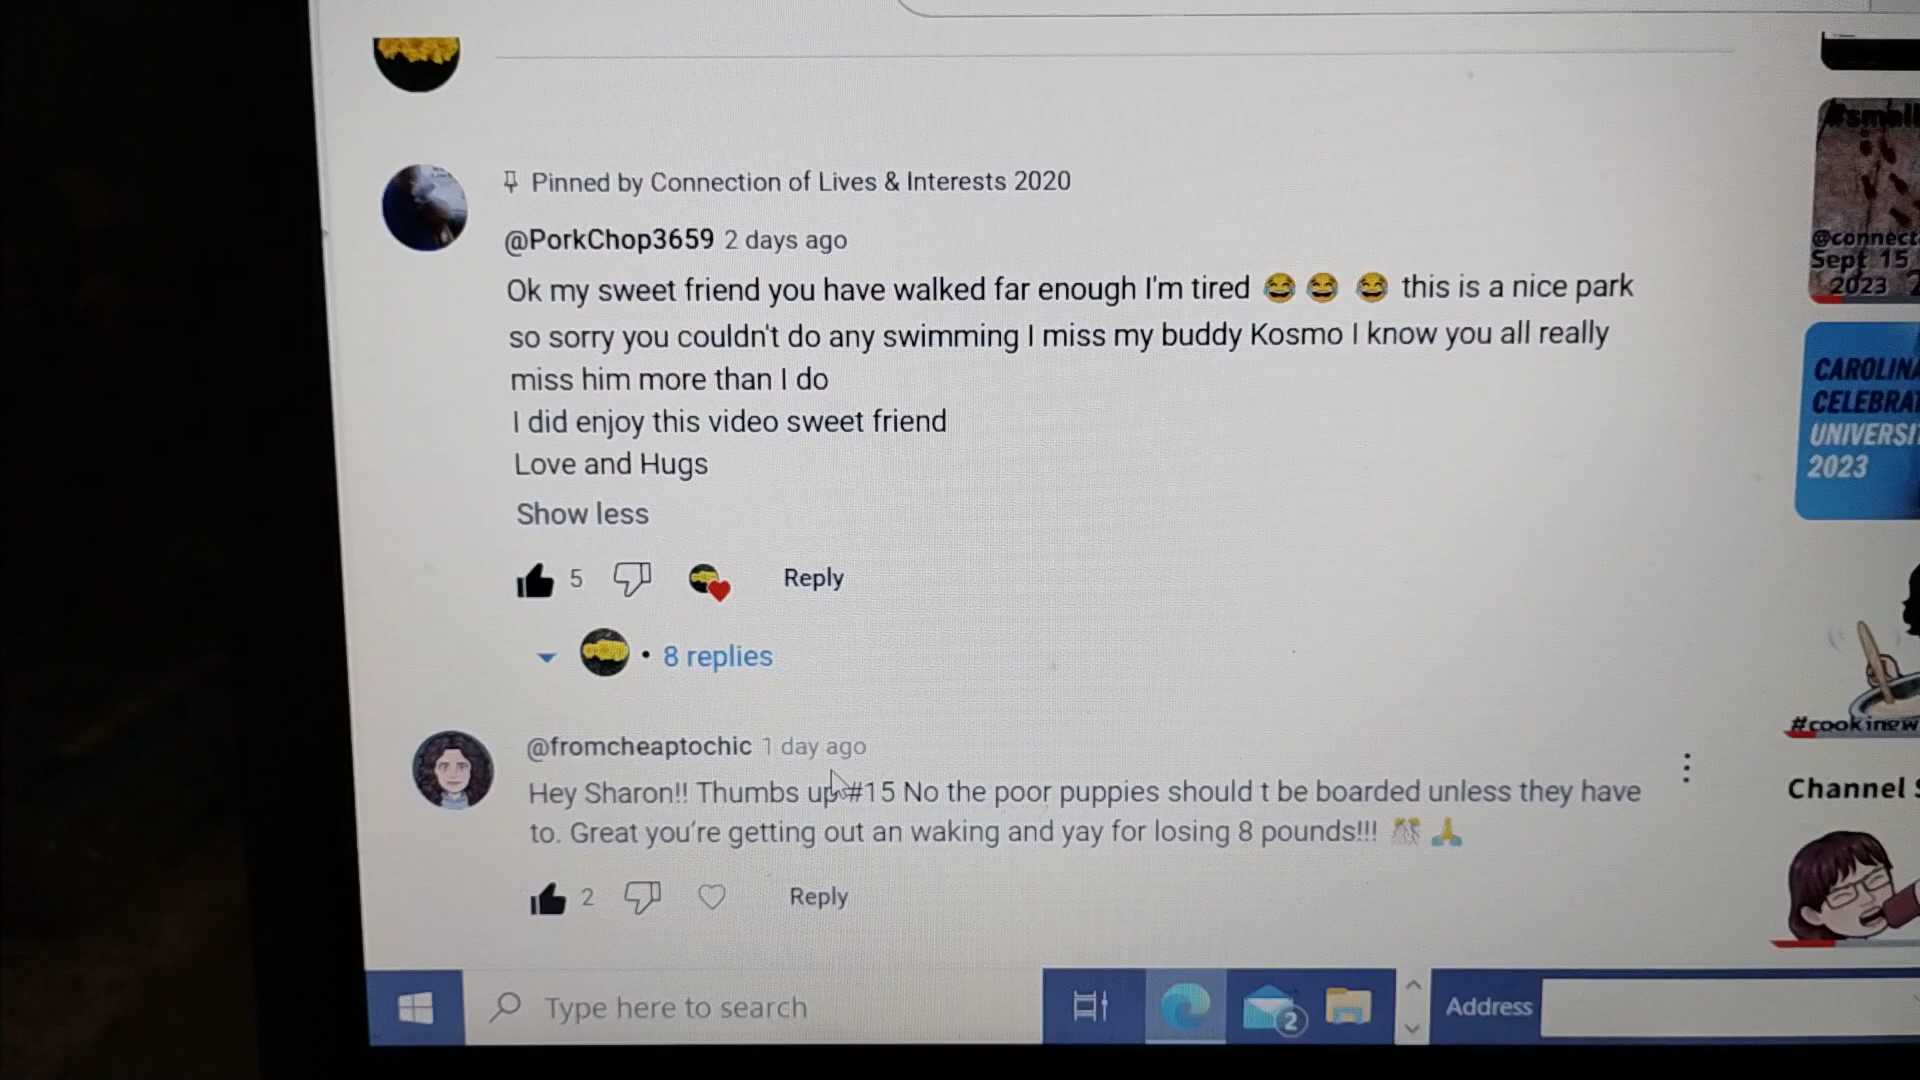 Pinned by Connection of Lives & Interests 2020
@PorkChop3659 2 days ago
Ok my sweet friend you have walked far enough I'm tired 😂 😂 😂 this is a nice park
so sorry you couldn't do any swimming I miss my buddy Kosmo I know you all really
miss him more than I do
I did enjoy this video sweet friend
Love and Hugs
Show less
5
Reply
• 8 replies
@fromcheaptochic 1 day ago
Hey Sharon!! Thumbs up #15 No the poor puppies should t be boarded unless they have
to. Great you're getting out an waking and yay for losing 8 pounds!!! 🎊 🙏
2
Reply
@connect
Sept 15
2023
CAROLINA
CELEBRAT
UNIVERSI
2023
#cookinew
Channel
Type here to search
2
Address